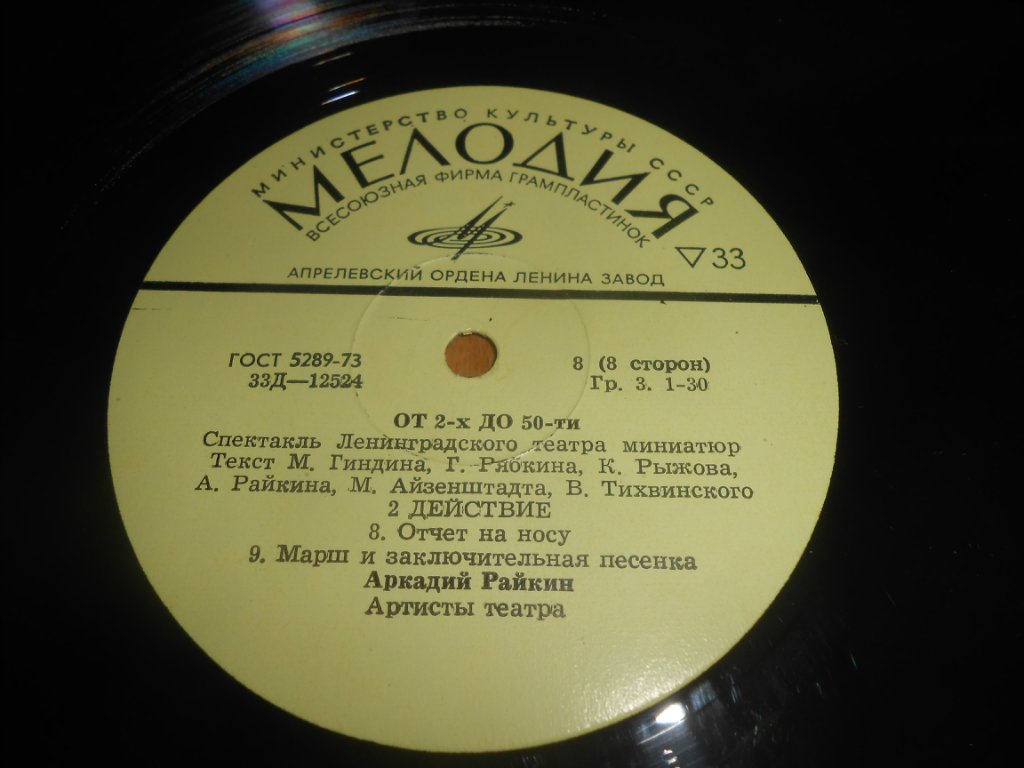 МИНИСТЕРСТВО КУЛЬТУРЫ СССР
МЕЛОДИЯ
ВСЕСОЮЗНАЯ ФИРМА ГРАМПЛАСТИНОК
▽33
АПРЕЛЕВСКИЙ ОРДЕНА ЛЕНИНА ЗАВОД
ГОСТ 5289-73 8 (8 сторон)
33Д—12524 Гр. 3. 1-30
ОТ 2-х ДО 50-ти
Спектакль Ленинградского театра миниатюр
Текст М. Гиндина, Г. Рябкина, К. Рыжова,
А. Райкина, М. Айзенштадта, В. Тихвинского
2 ДЕЙСТВИЕ
8. Отчет на носу
9. Марш и заключительная песенка
Аркадий Райкин
Артисты театра